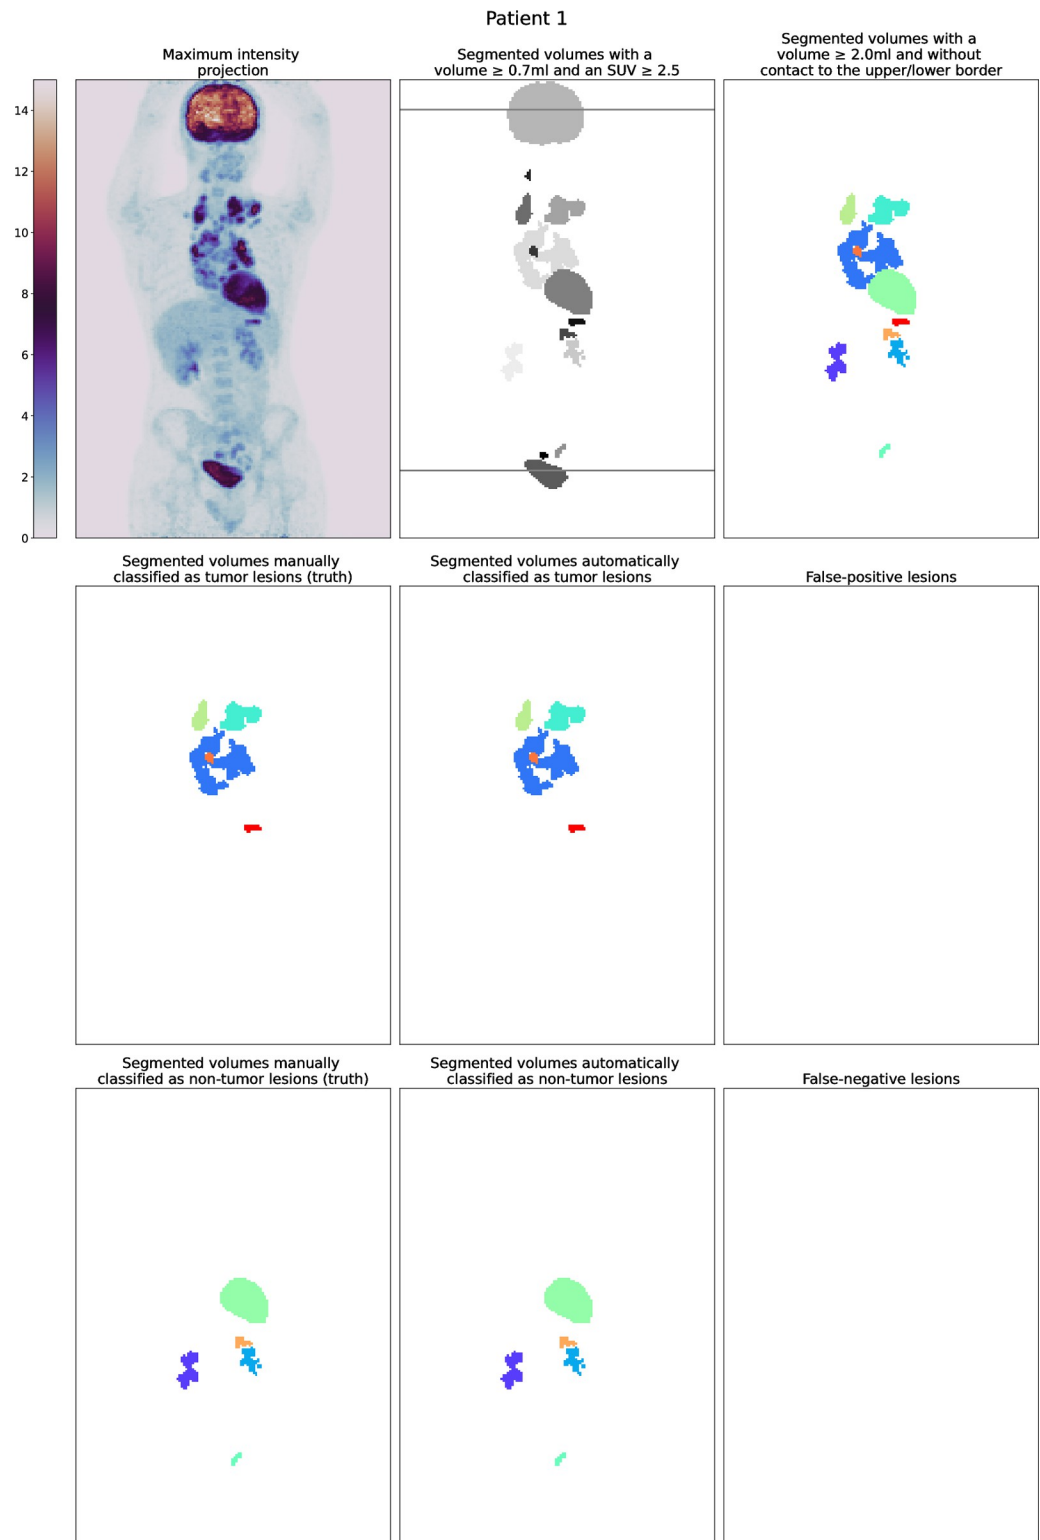 Patient 1
Maximum intensity
projection
Segmented volumes with a
volume ≥ 0.7ml and an SUV ≥ 2.5
Segmented volumes with a
volume ≥ 2.0ml and without
contact to the upper/lower border
14
12
10
8
6
4
2
0
Segmented volumes manually
classified as tumor lesions (truth)
Segmented volumes automatically
classified as tumor lesions
False-positive lesions
Segmented volumes manually
classified as non-tumor lesions (truth)
Segmented volumes automatically
classified as non-tumor lesions
False-negative lesions